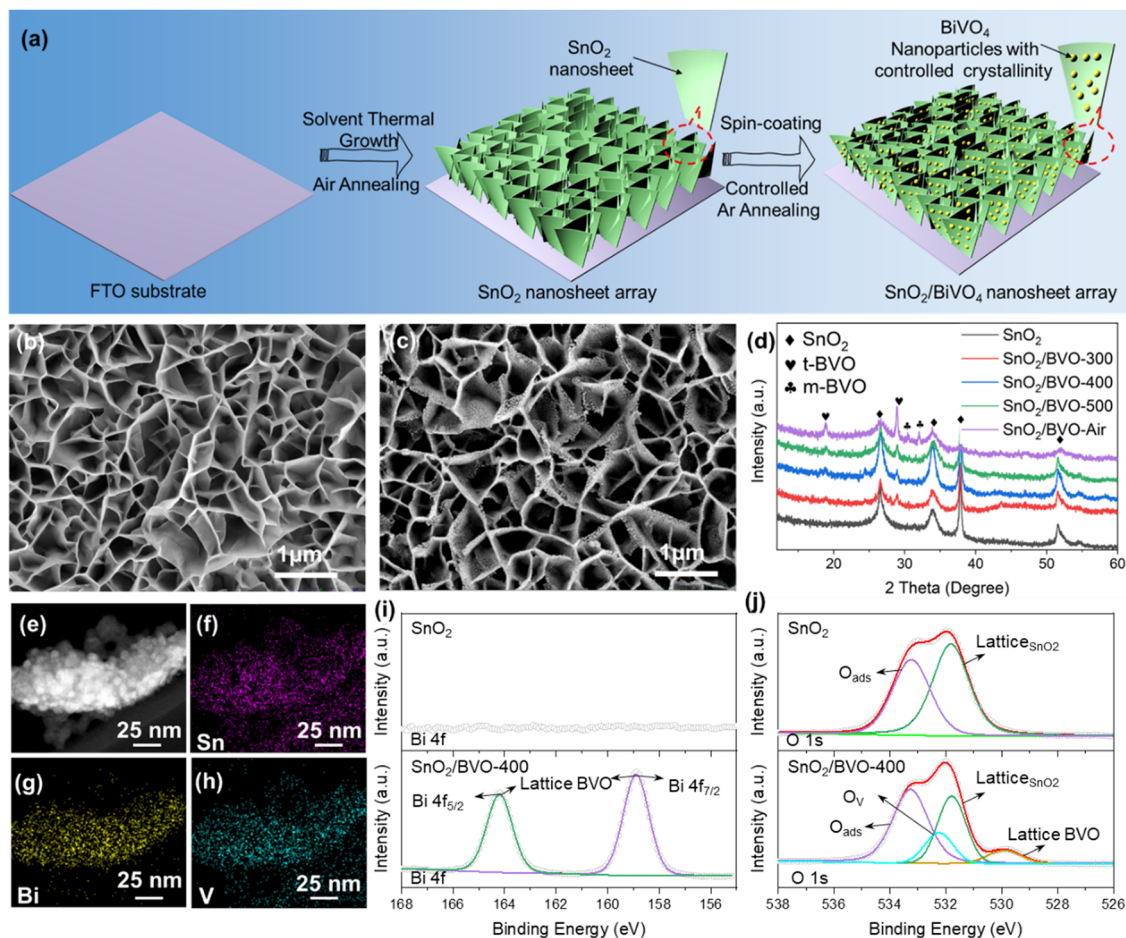 (a)
FTO substrate
Solvent Thermal
Growth
Air Annealing
SnO₂
nanosheet
SnO₂ nanosheet array
Spin-coating
Controlled
Ar Annealing
BiVO₄
Nanoparticles with
controlled crystallinity
SnO₂/BiVO₄ nanosheet array
(b)
1μm
(c)
1μm
(d)
Intensity (a.u.)
♦ SnO₂
♥ t-BVO
♣ m-BVO
SnO₂
SnO₂/BVO-300
SnO₂/BVO-400
SnO₂/BVO-500
SnO₂/BVO-Air
20 30 40 50 60
2 Theta (Degree)
(e)
25 nm
(f)
25 nm
Sn
(g)
25 nm
Bi
(h)
25 nm
V
(i)
Intensity (a.u.)
SnO₂
Bi 4f
Intensity (a.u.)
SnO₂/BVO-400
Bi 4f₅/₂
Lattice BVO
Bi 4f₇/₂
Bi 4f
168 166 164 162 160 158 156
Binding Energy (eV)
(j)
Intensity (a.u.)
SnO₂
O_ads
Lattice_SnO2
O 1s
Intensity (a.u.)
SnO₂/BVO-400
O_V
O_ads
Lattice_SnO2
Lattice BVO
O 1s
538 536 534 532 530 528 526
Binding Energy (eV)